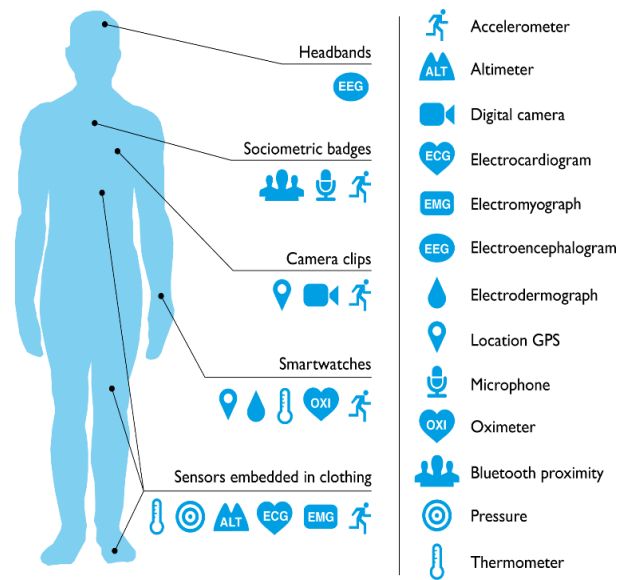 Headbands
EEG
Sociometric badges
Camera clips
Smartwatches
OXI
Sensors embedded in clothing
ALT
ECG
EMG
Accelerometer
ALT
Altimeter
Digital camera
ECG
Electrocardiogram
EMG
Electromyograph
EEG
Electroencephalogram
Electrodermograph
Location GPS
Microphone
OXI
Oximeter
Bluetooth proximity
Pressure
Thermometer